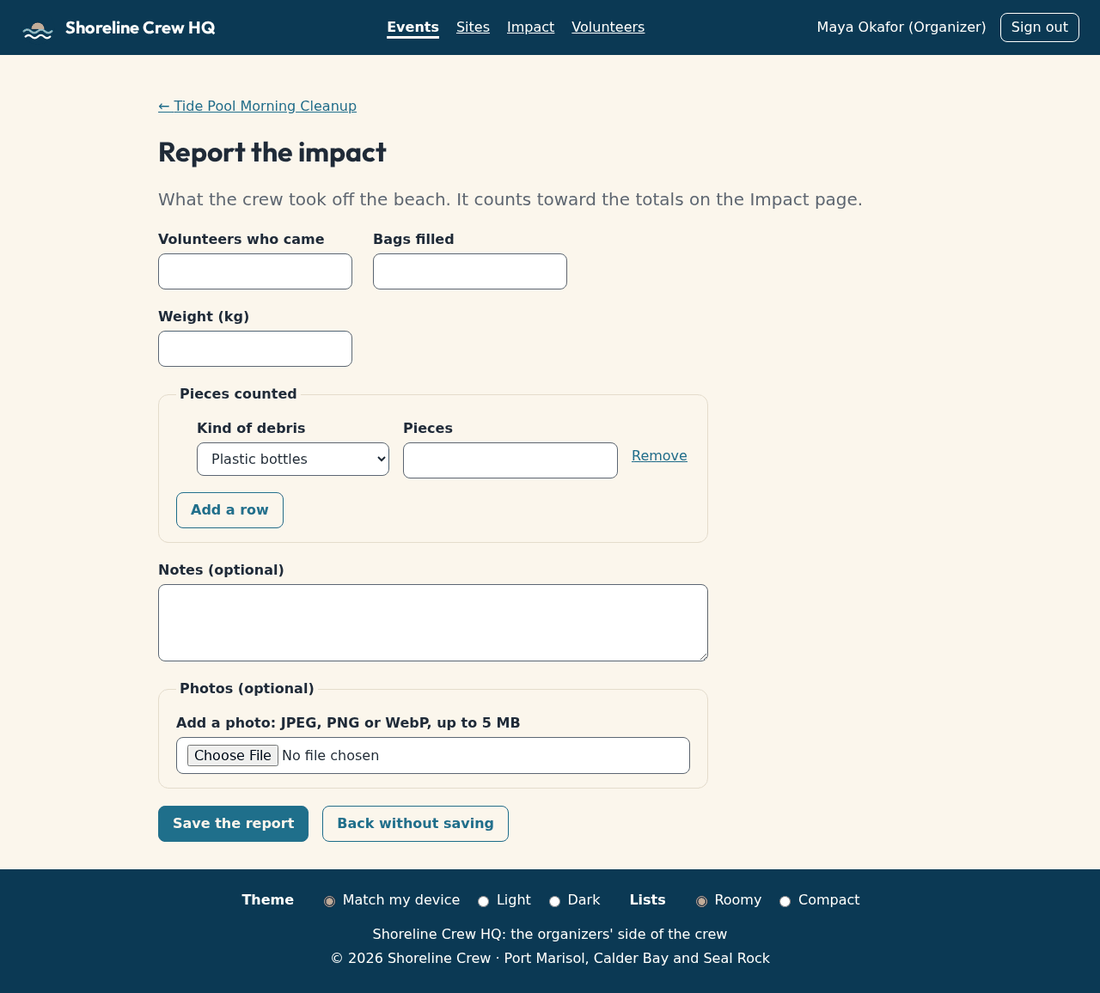 Shoreline Crew HQ
Events Sites Impact Volunteers
Maya Okafor (Organizer) Sign out
← Tide Pool Morning Cleanup
Report the impact
What the crew took off the beach. It counts toward the totals on the Impact page.
Volunteers who came Bags filled
Weight (kg)
Pieces counted
Kind of debris Pieces
Plastic bottles Remove
Add a row
Notes (optional)
Photos (optional)
Add a photo: JPEG, PNG or WebP, up to 5 MB
Choose File No file chosen
Save the report Back without saving
Theme Match my device Light Dark Lists Roomy Compact
Shoreline Crew HQ: the organizers' side of the crew
© 2026 Shoreline Crew · Port Marisol, Calder Bay and Seal Rock